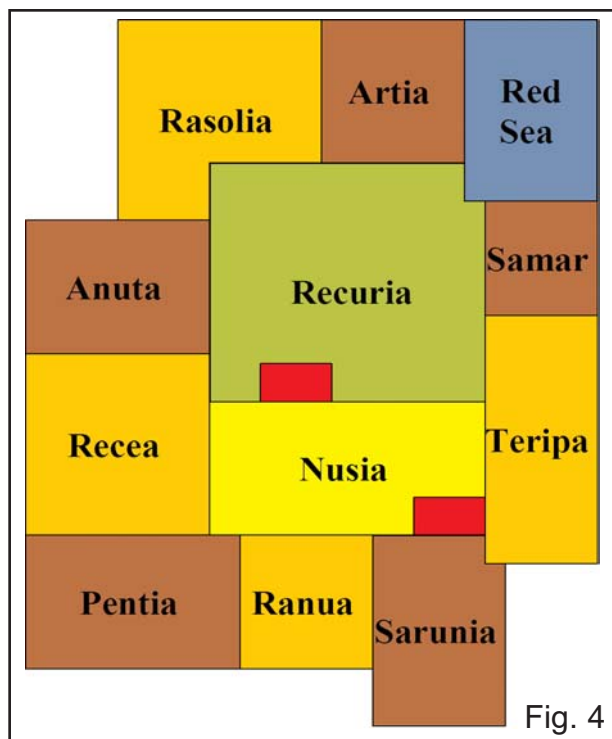 Rasolia
Artia
Red
Sea
Anuta
Recuria
Samar
Recea
Nusia
Teripa
Pentia
Ranua
Sarunia
Fig. 4